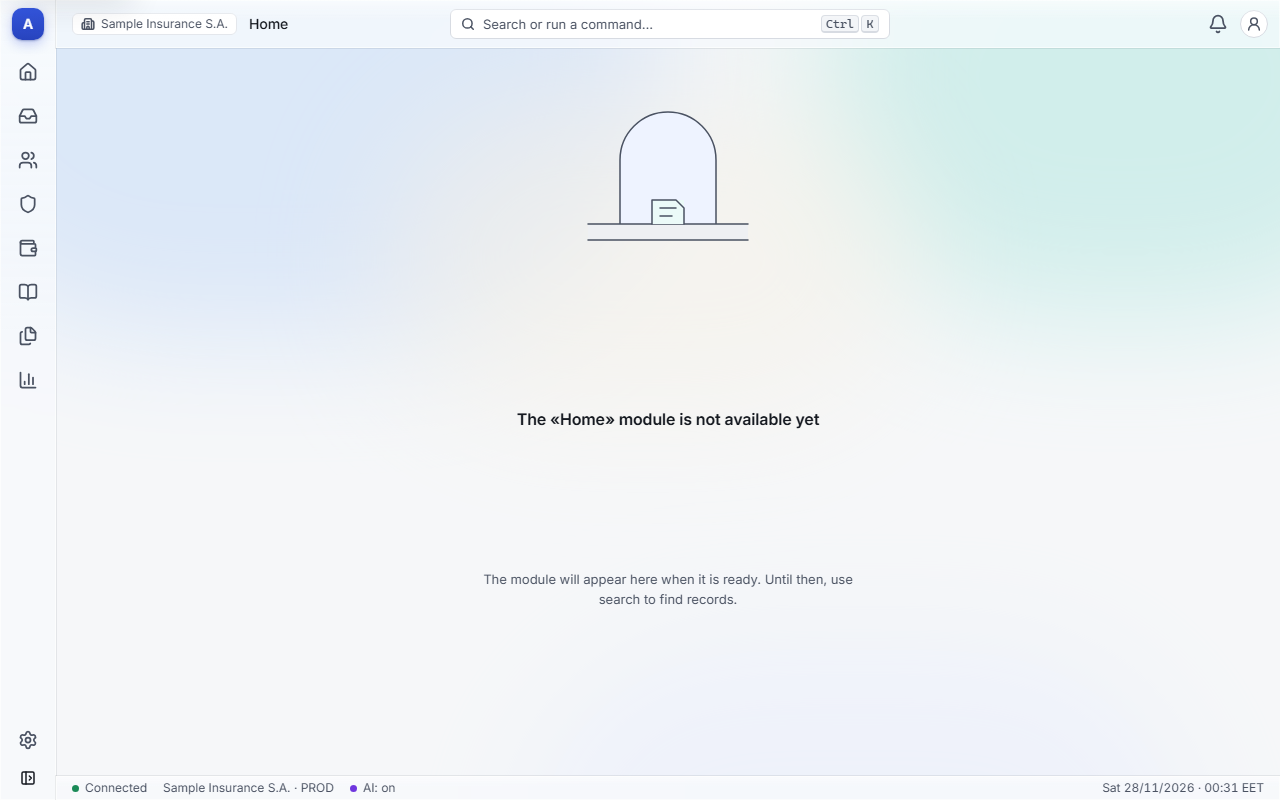 A
Sample Insurance S.A.
Home
Search or run a command...
Ctrl K
The «Home» module is not available yet
The module will appear here when it is ready. Until then, use
search to find records.
Connected
Sample Insurance S.A. · PROD
AI: on
Sat 28/11/2026 · 00:31 EET